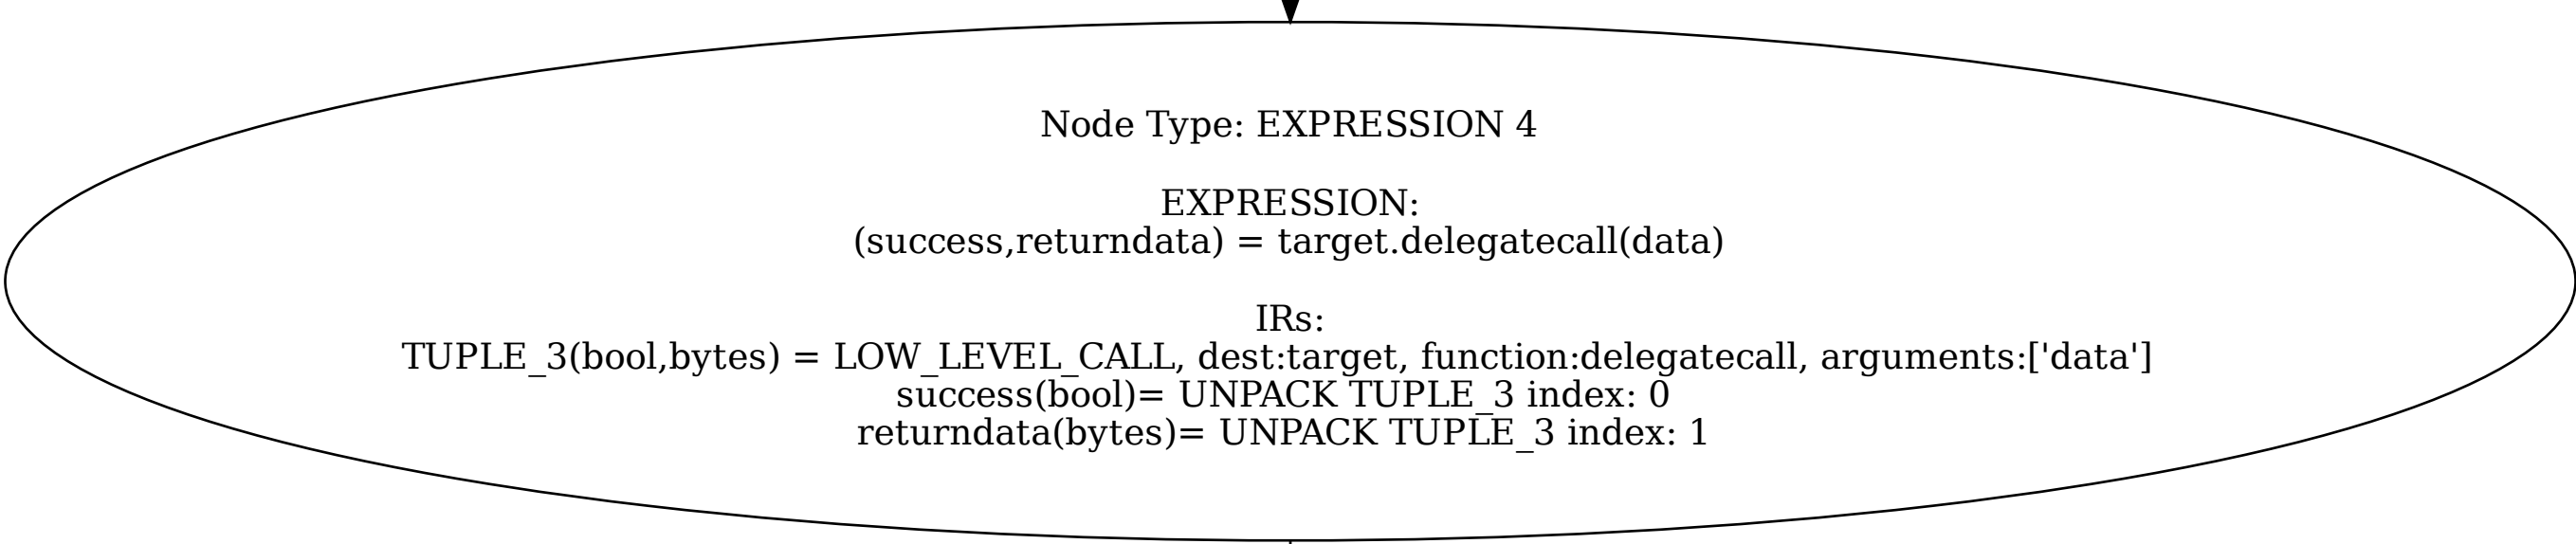 Node Type: EXPRESSION 4
EXPRESSION:
(success,returndata) = target.delegatecall(data)
IRs:
TUPLE_3(bool,bytes) = LOW_LEVEL_CALL, dest:target, function:delegatecall, arguments:['data']
success(bool)= UNPACK TUPLE_3 index: 0
returndata(bytes)= UNPACK TUPLE_3 index: 1